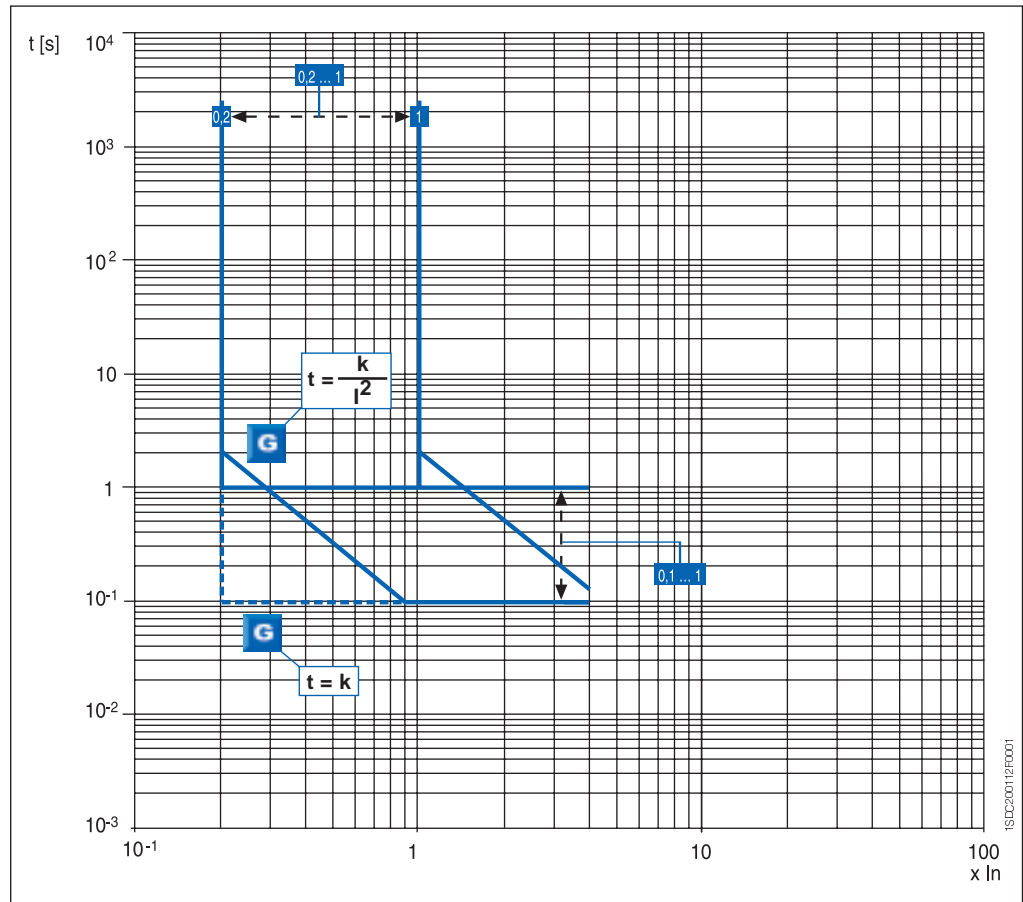 t [s]
10⁴
0,2 ... 1
0,2
1
10³
10²
t = k / I²
10
G
1
0,1 ... 1
10⁻¹
G
t = k
10⁻²
10⁻³
10⁻¹
1
10
100
x In
1SDC200112F0001